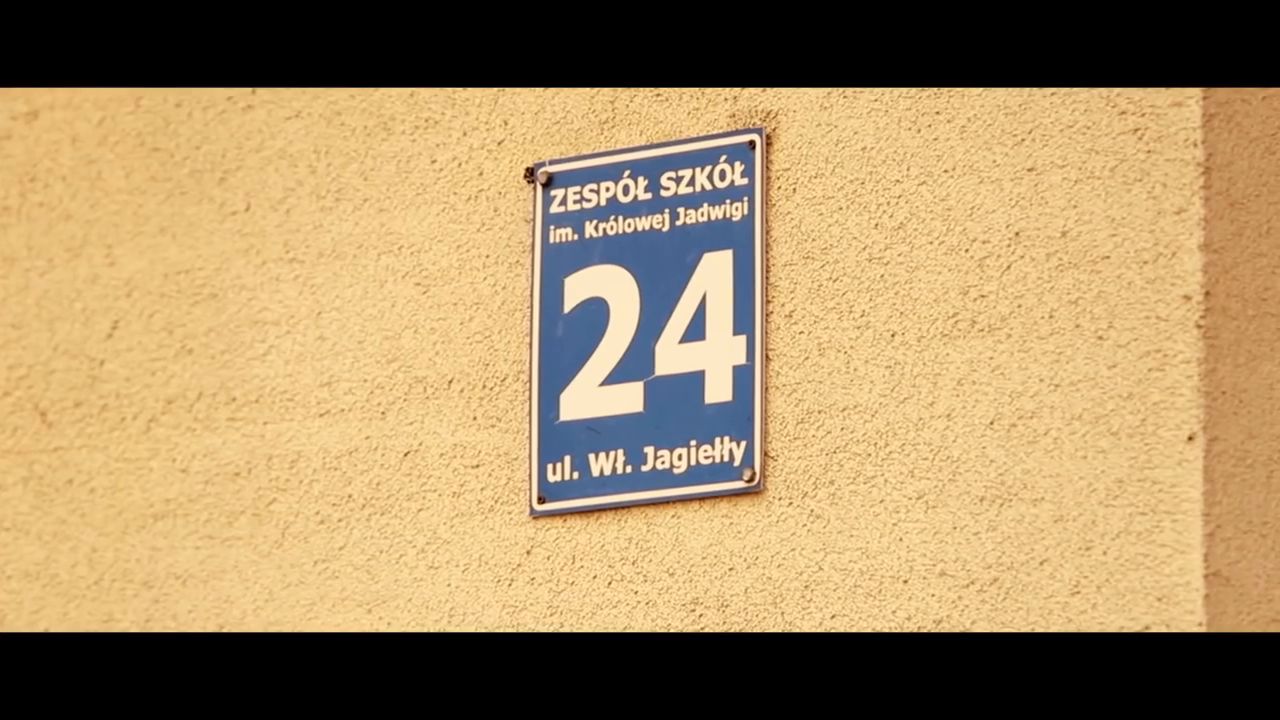 ZESPÓŁ SZKÓŁ
im. Królowej Jadwigi
24
ul. Wł. Jagiełły